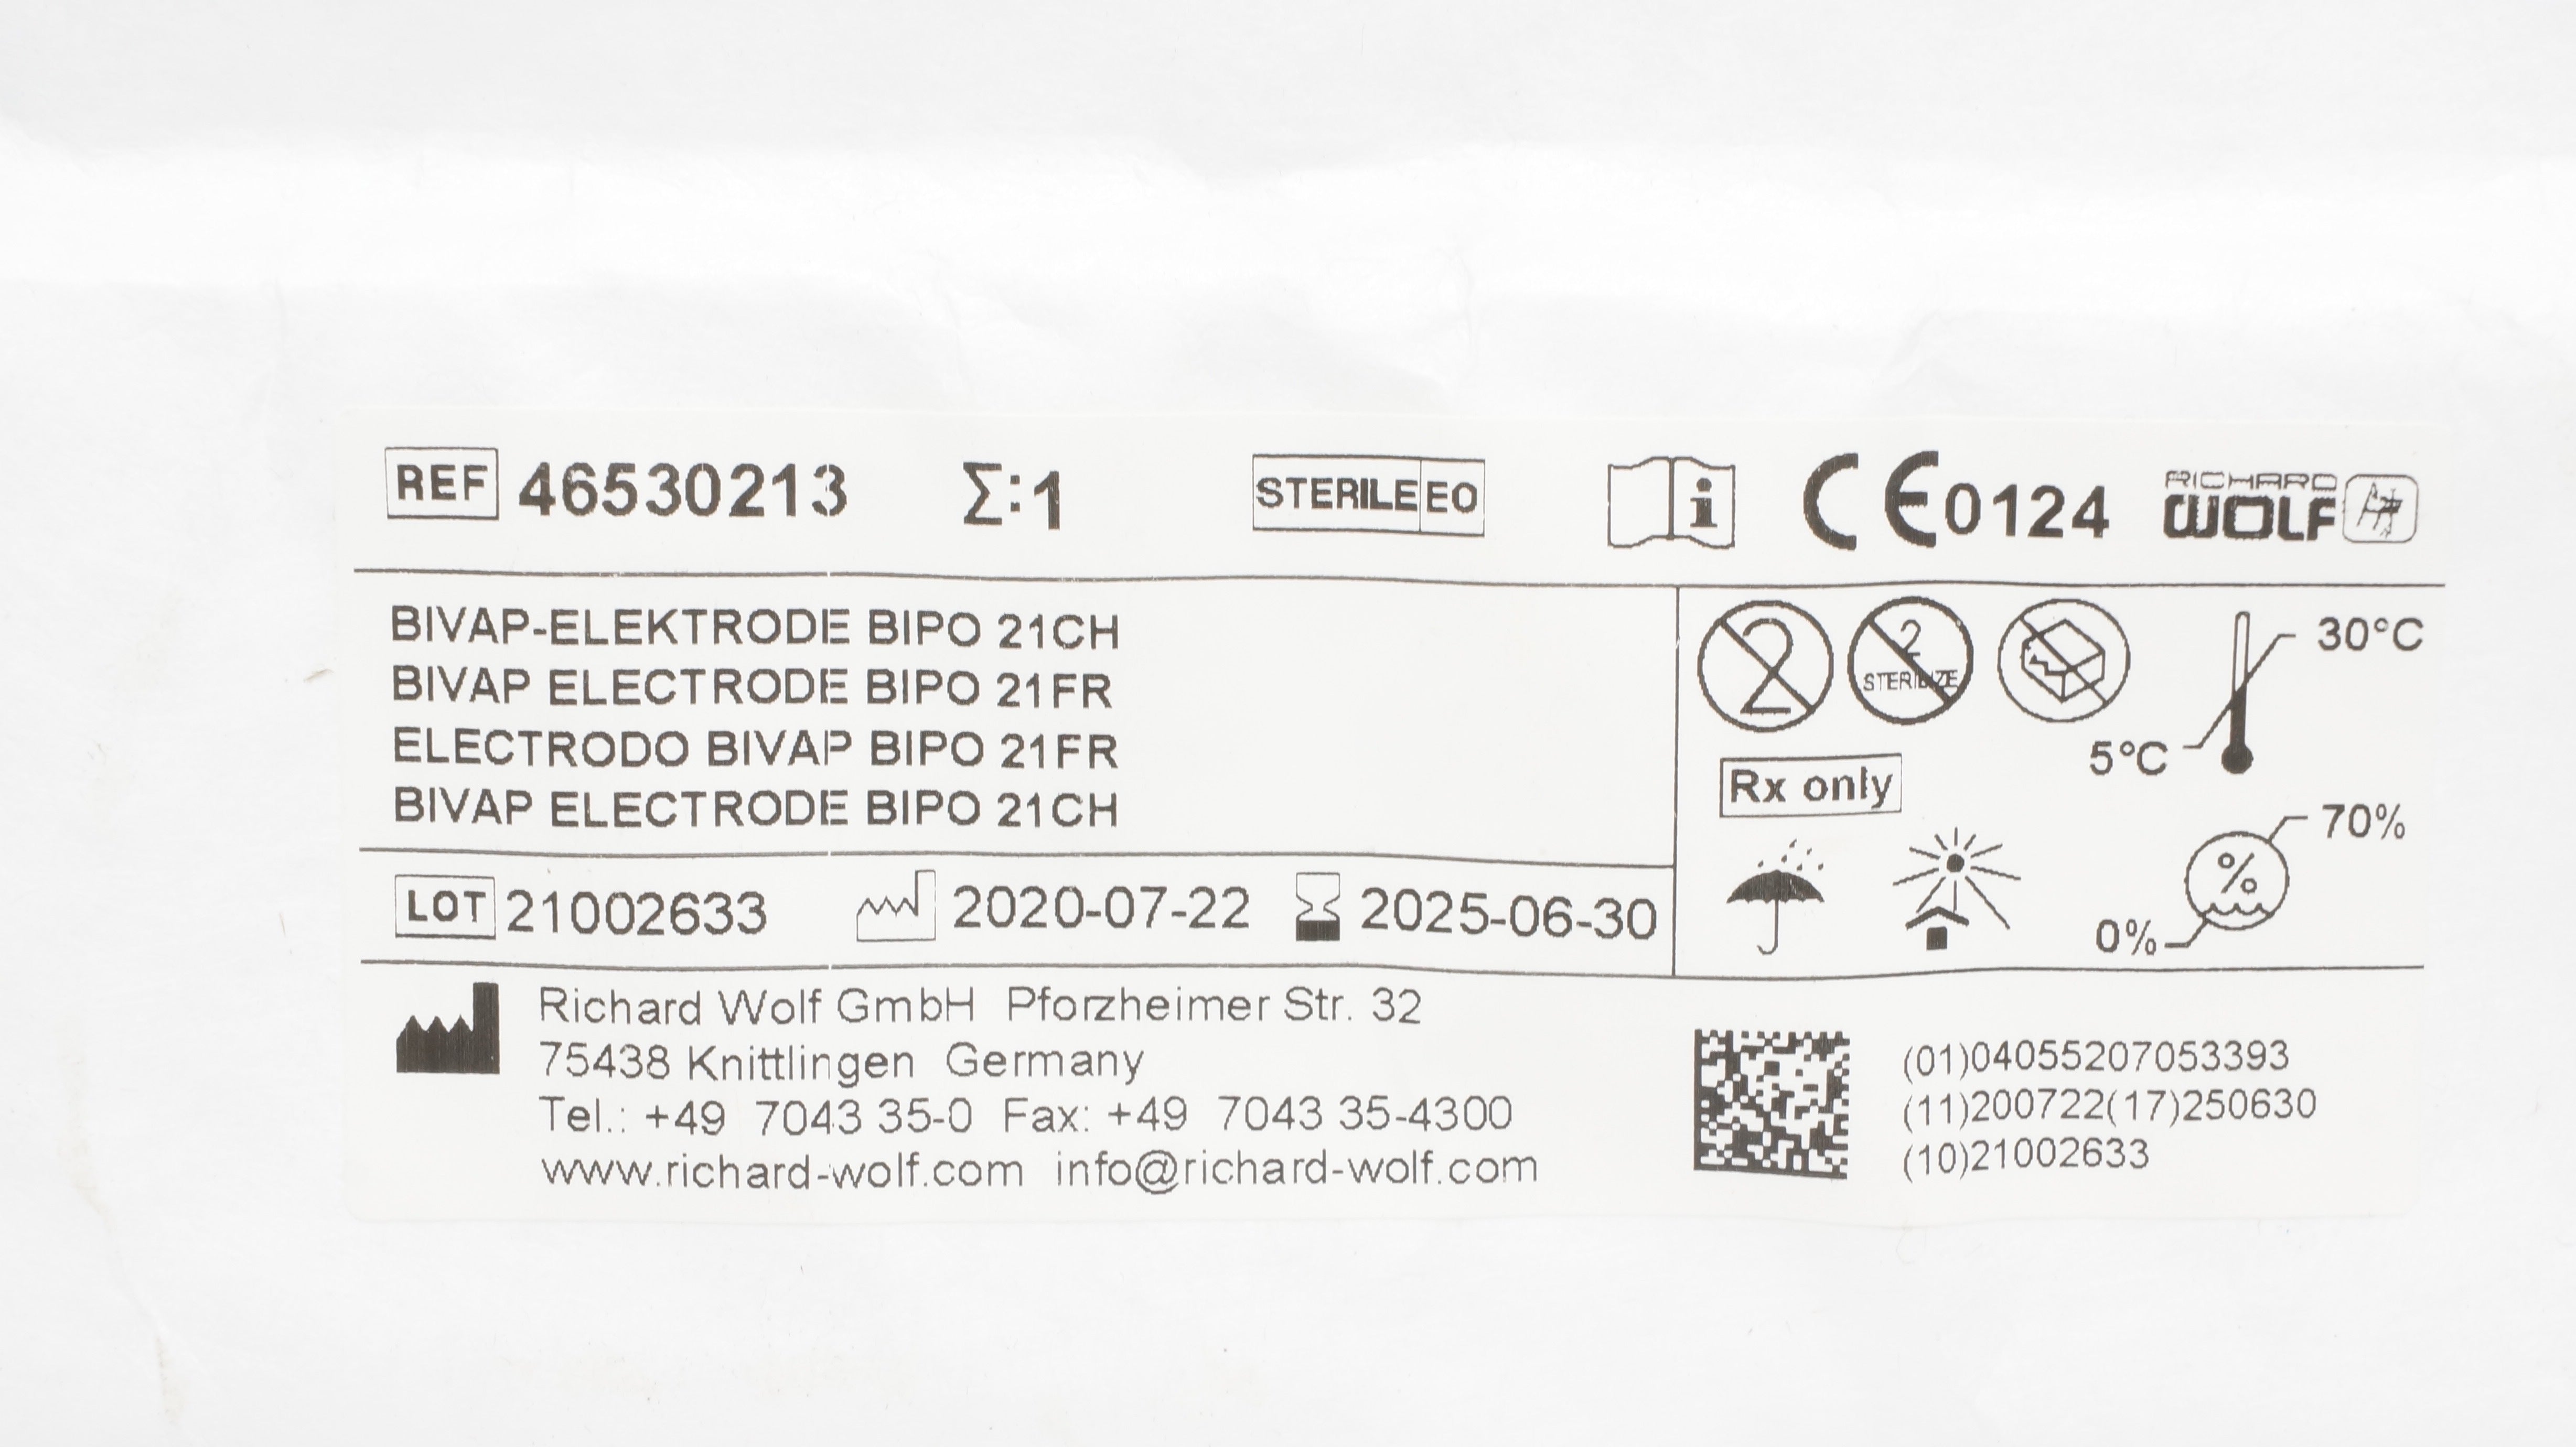 REF 46530213 Σ:1 STERILE EO i CE 0124 RICHARD WOLF
BIVAP-ELEKTRODE BIPO 21CH
BIVAP ELECTRODE BIPO 21FR
ELECTRODO BIVAP BIPO 21FR
BIVAP ELECTRODE BIPO 21CH
2 2 STERILIZE 30°C
5°C
Rx only
70%
0%
LOT 21002633 2020-07-22 2025-06-30
Richard Wolf GmbH Pforzheimer Str. 32
75438 Knittlingen Germany
Tel.: +49 7043 35-0 Fax: +49 7043 35-4300
www.richard-wolf.com info@richard-wolf.com
(01)04055207053393
(11)200722(17)250630
(10)21002633